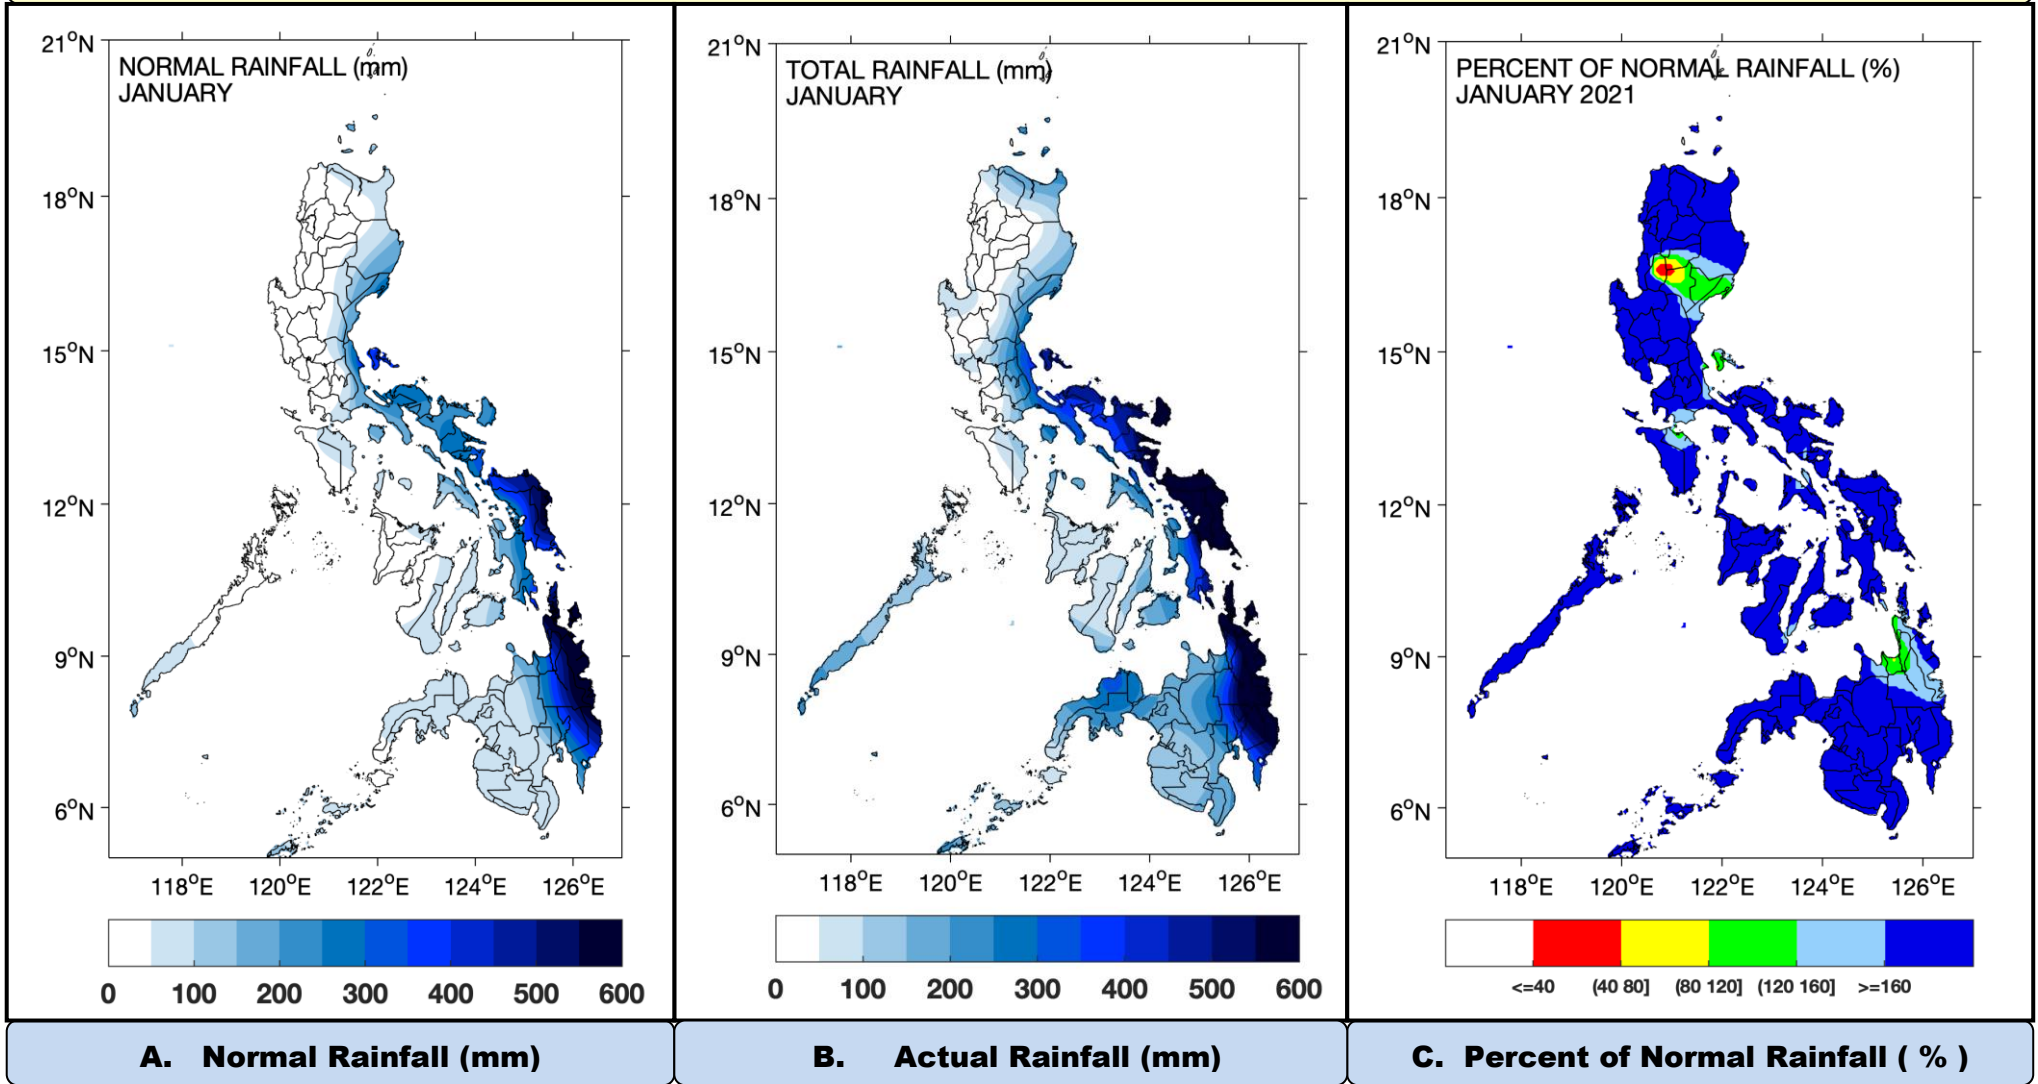 NORMAL RAINFALL (mm)
JANUARY
21°N
18°N
15°N
12°N
9°N
6°N
118°E 120°E 122°E 124°E 126°E
0 100 200 300 400 500 600
A. Normal Rainfall (mm)
TOTAL RAINFALL (mm)
JANUARY
21°N
18°N
15°N
12°N
9°N
6°N
118°E 120°E 122°E 124°E 126°E
0 100 200 300 400 500 600
B. Actual Rainfall (mm)
PERCENT OF NORMAL RAINFALL (%)
JANUARY 2021
21°N
18°N
15°N
12°N
9°N
6°N
118°E 120°E 122°E 124°E 126°E
<=40 (40 80] (80 120] (120 160] >=160
C. Percent of Normal Rainfall ( % )